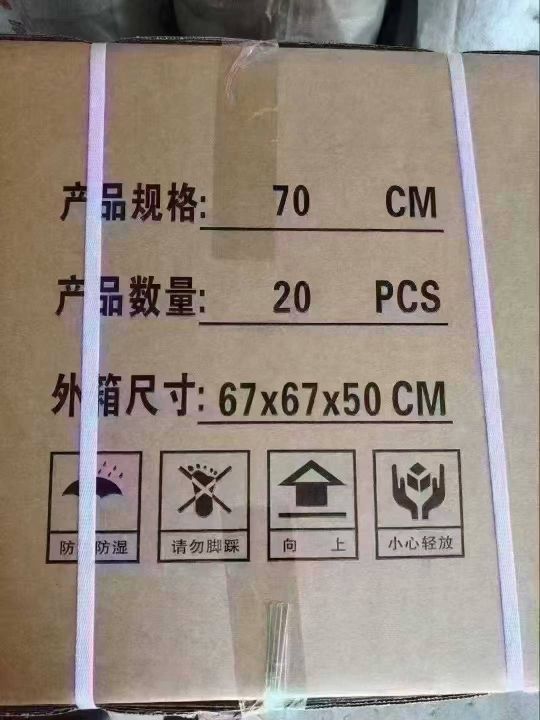 产品规格: 70 CM
产品数量: 20 PCS
外箱尺寸: 67x67x50 CM
防 防湿
请勿脚踩
向 上
小心轻放